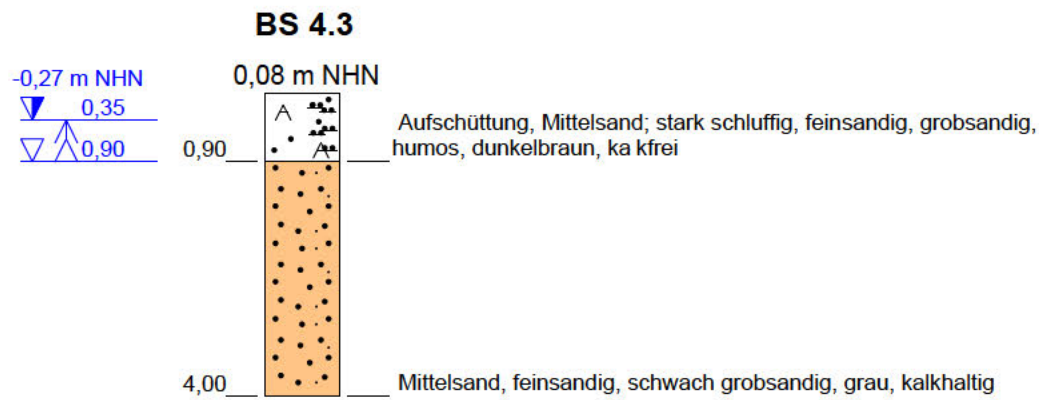 BS 4.3
-0,27 m NHN
0,08 m NHN
0,35
0,90
0,90
A
A
Aufschüttung, Mittelsand; stark schluffig, feinsandig, grobsandig,
humos, dunkelbraun, ka kfrei
4,00
Mittelsand, feinsandig, schwach grobsandig, grau, kalkhaltig